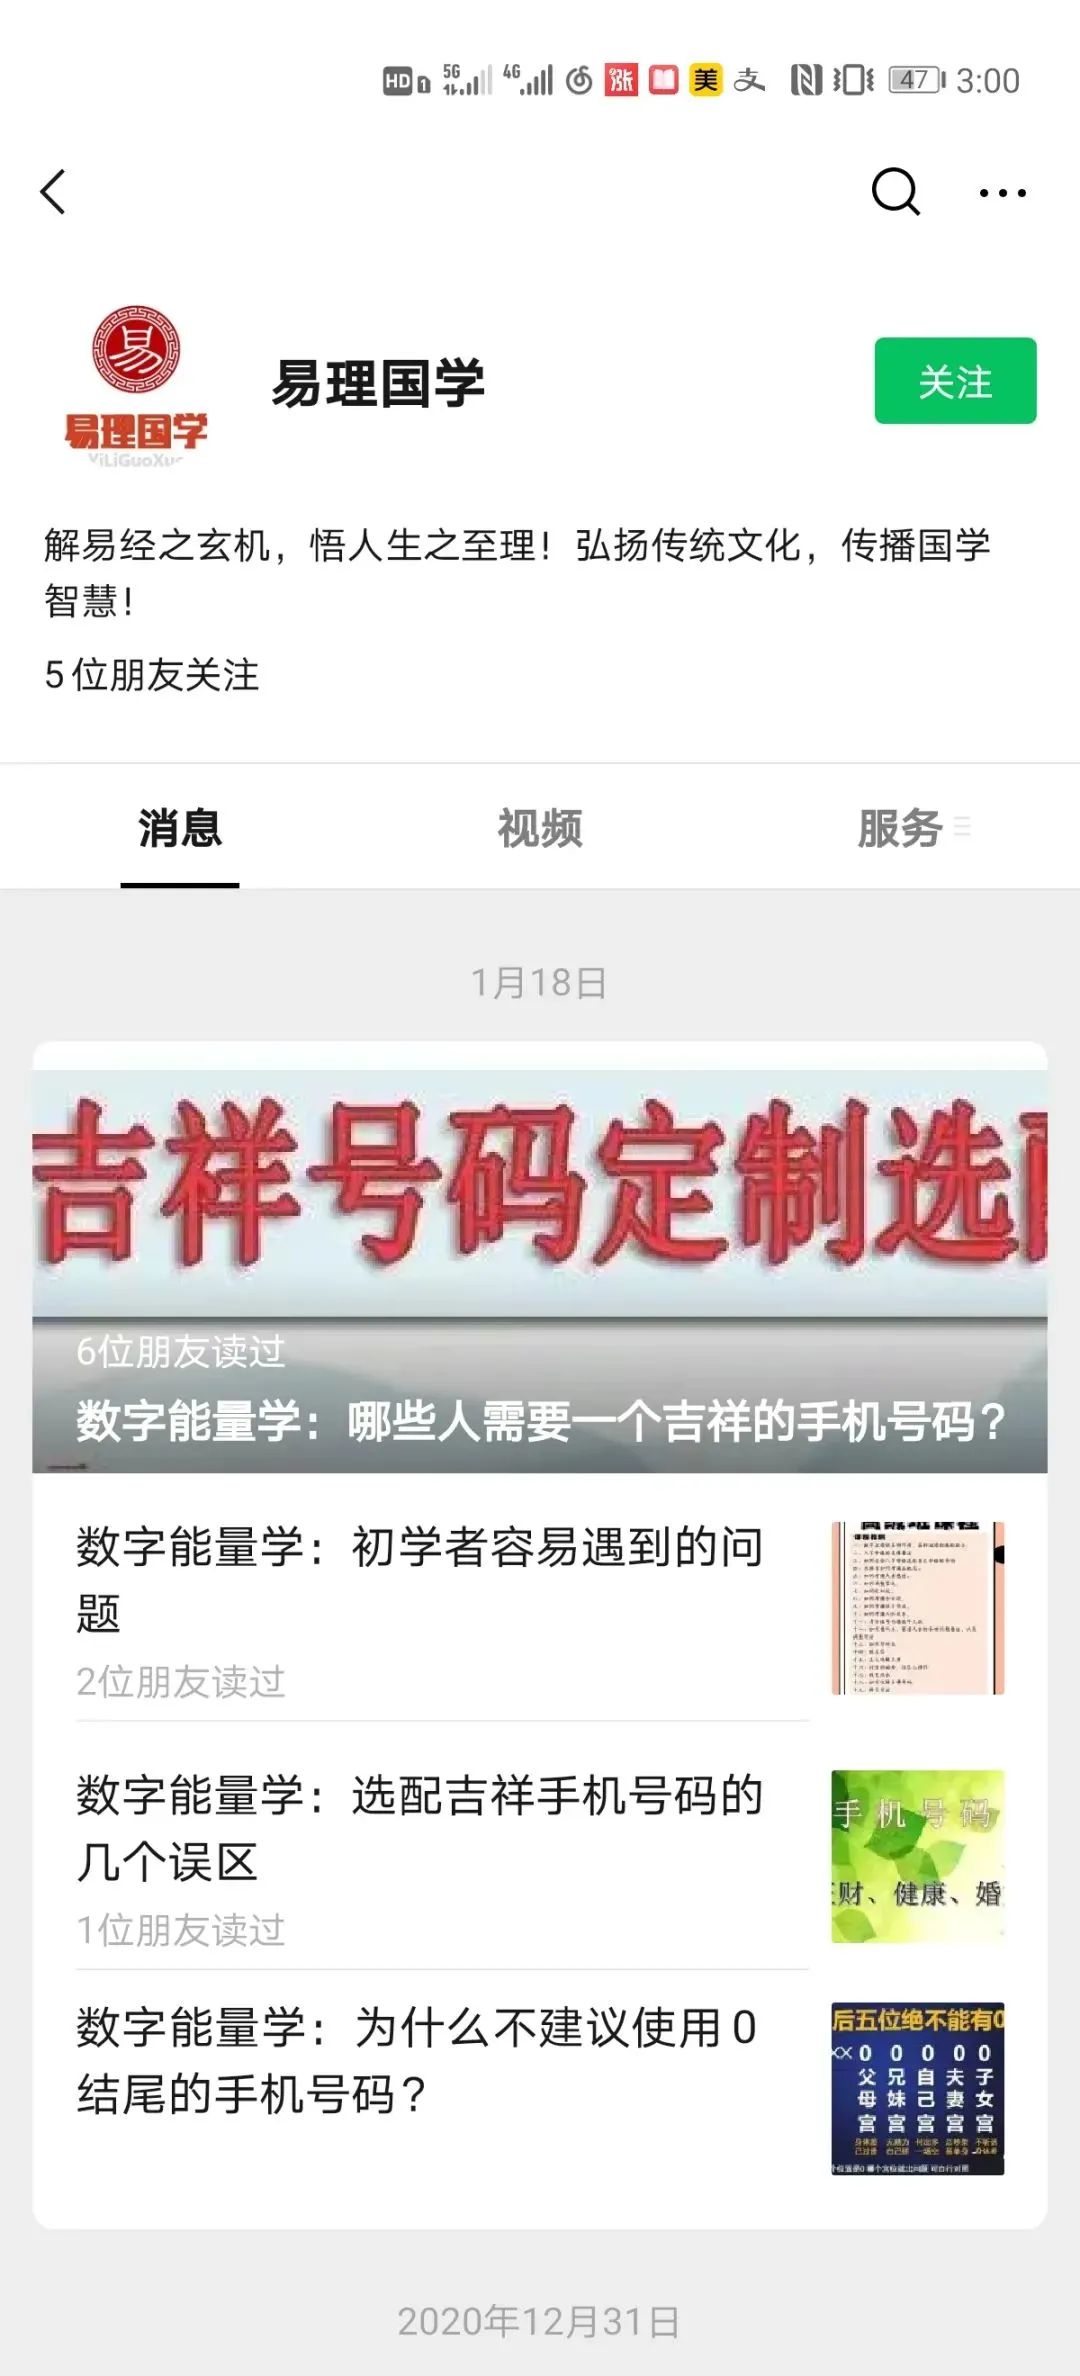 HD 1 5G 4G 涨 美 支 47 3:00
易
易理国学
YiLiGuoXue
易理国学
关注
解易经之玄机，悟人生之至理！弘扬传统文化，传播国学
智慧！
5位朋友关注
消息 视频 服务
1月18日
吉祥号码定制选
6位朋友读过
数字能量学：哪些人需要一个吉祥的手机号码？
数字能量学：初学者容易遇到的问
题
2位朋友读过
数字能量学：选配吉祥手机号码的
几个误区
1位朋友读过
手机号码
财、健康、婚
数字能量学：为什么不建议使用0
结尾的手机号码？
后五位绝不能有0
0 0 0 0 0
父母宫 兄妹宫 自己宫 夫妻宫 子女宫
2020年12月31日